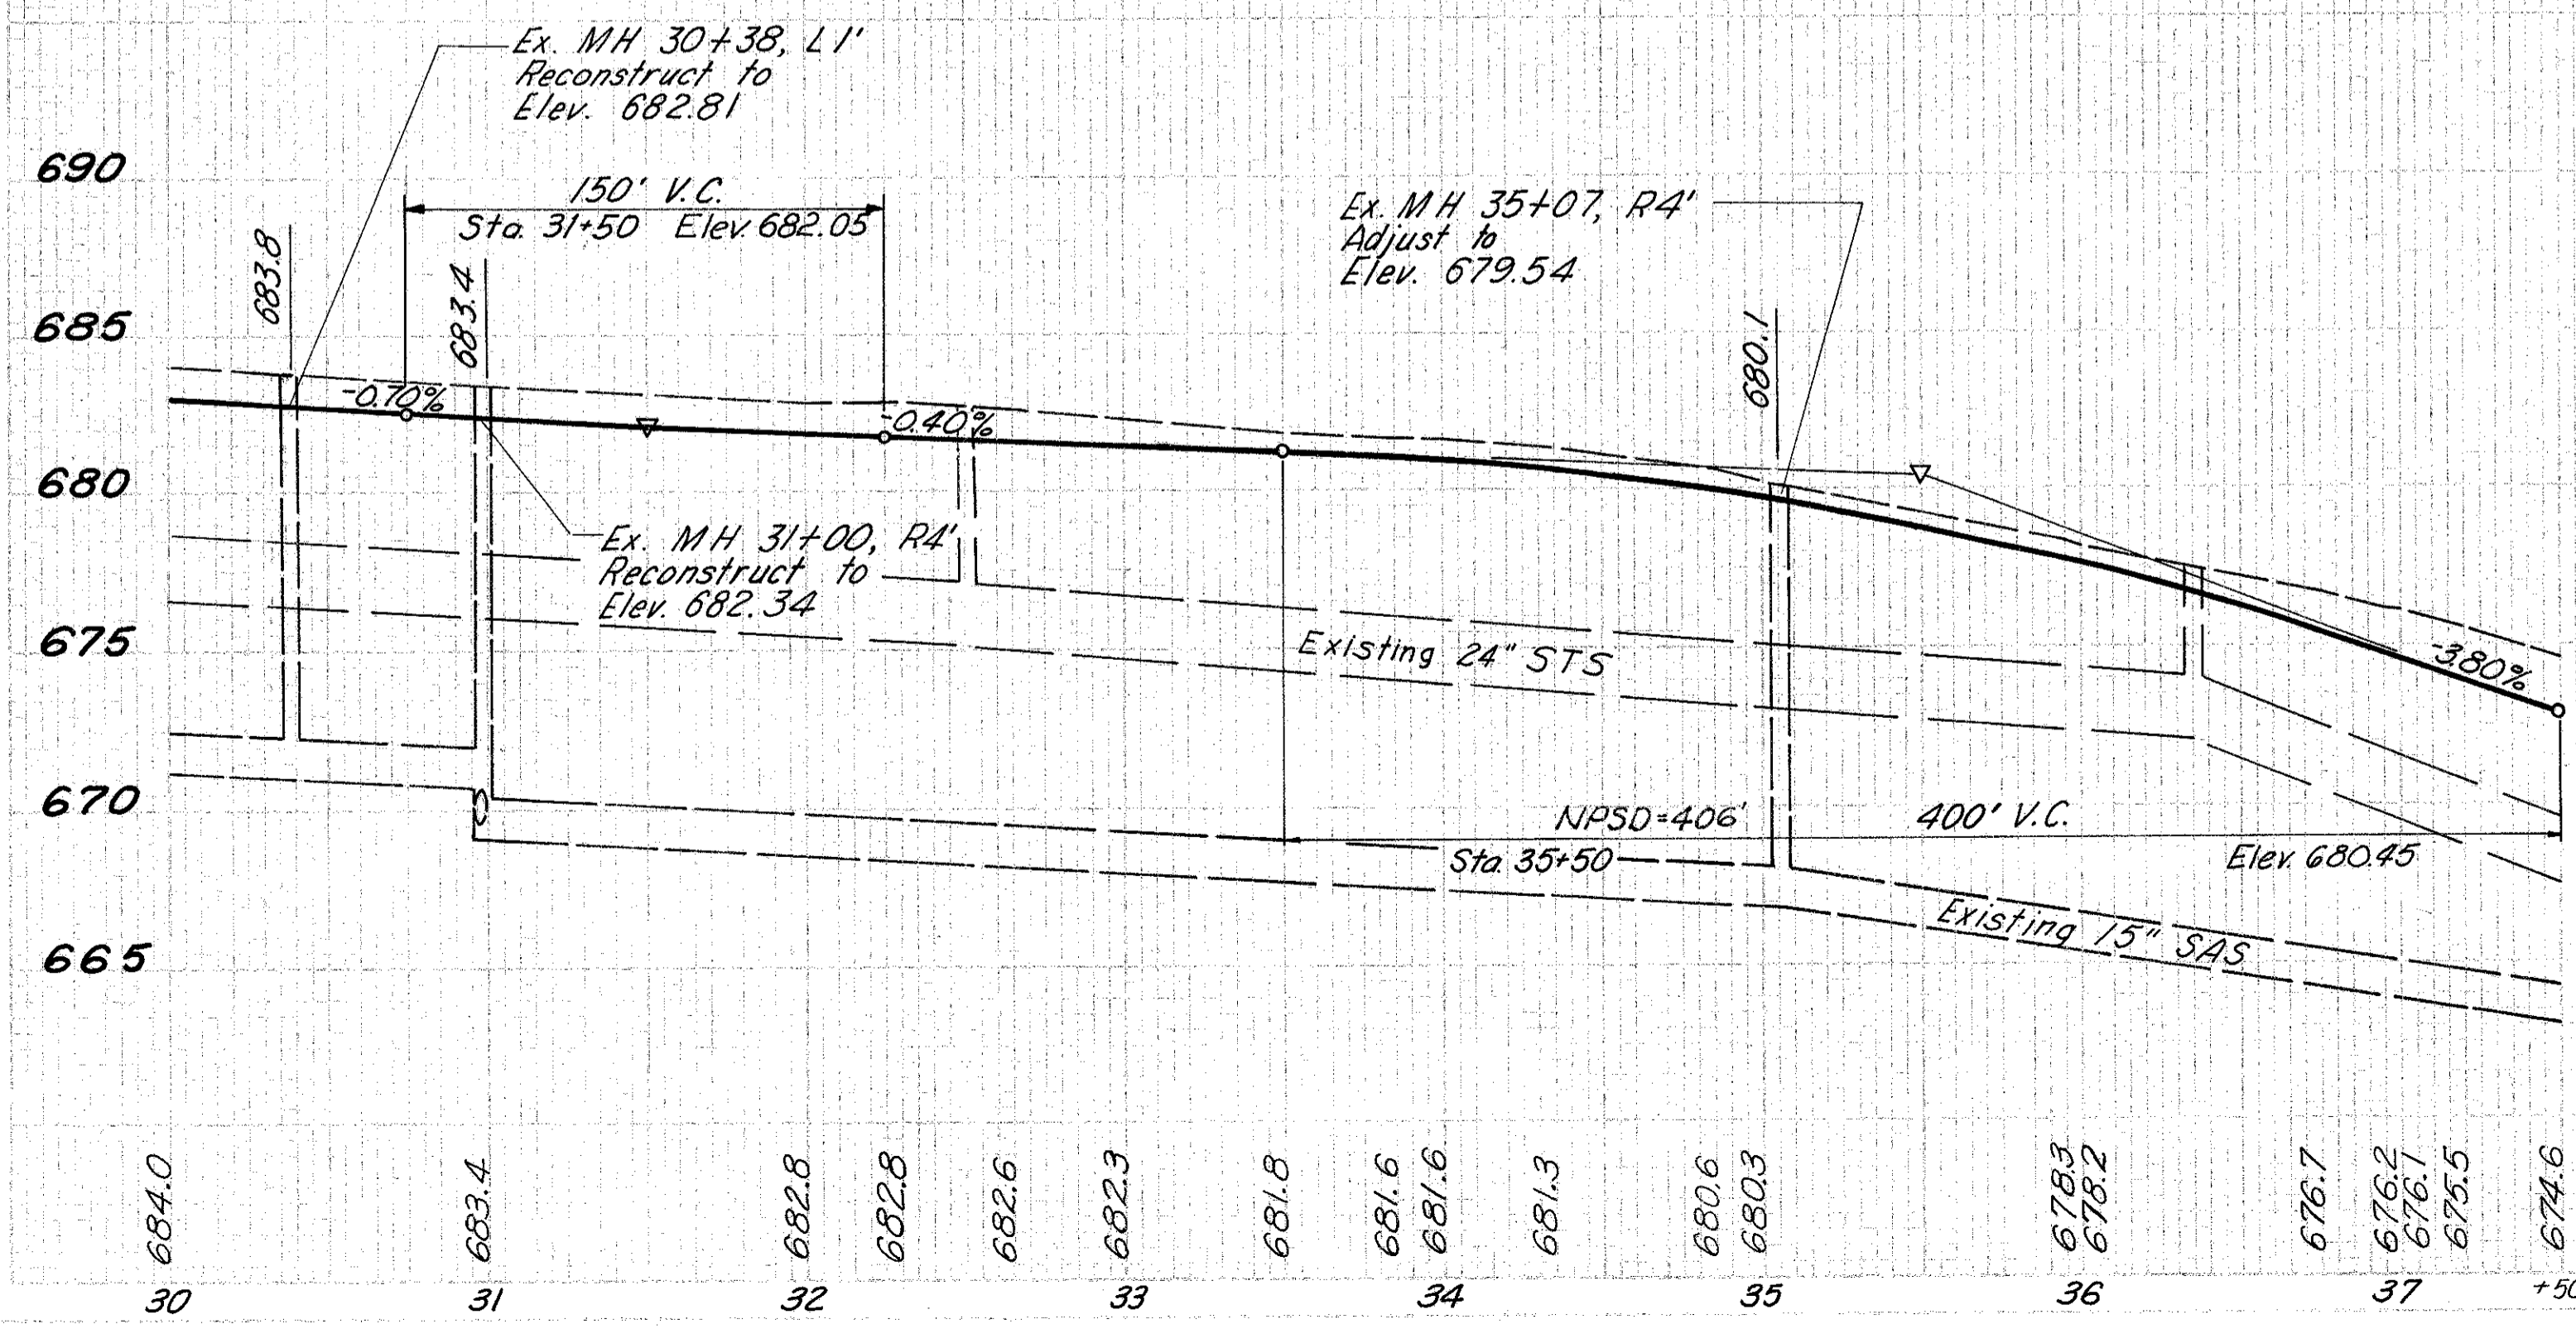 Ex. MH 30+38, L1'
Reconstruct to
Elev. 682.81
690
150' V.C.
Sta. 31+50 Elev. 682.05
Ex. MH 35+07, R4'
Adjust to
Elev. 679.54
683.8
683.4
685
680.1
-0.70%
-0.40%
680
Ex. MH 31+00, R4'
Reconstruct to
Elev. 682.34
675
Existing 24" STS
-3.80%
670
NPSD=406'
400' V.C.
Sta. 35+50
Elev. 680.45
Existing 15" SAS
665
684.0
683.4
682.8
682.8
682.6
682.3
681.8
681.6
681.6
681.3
680.6
680.3
678.3
678.2
676.7
676.2
676.1
675.5
674.6
30 31 32 33 34 35 36 37 +50